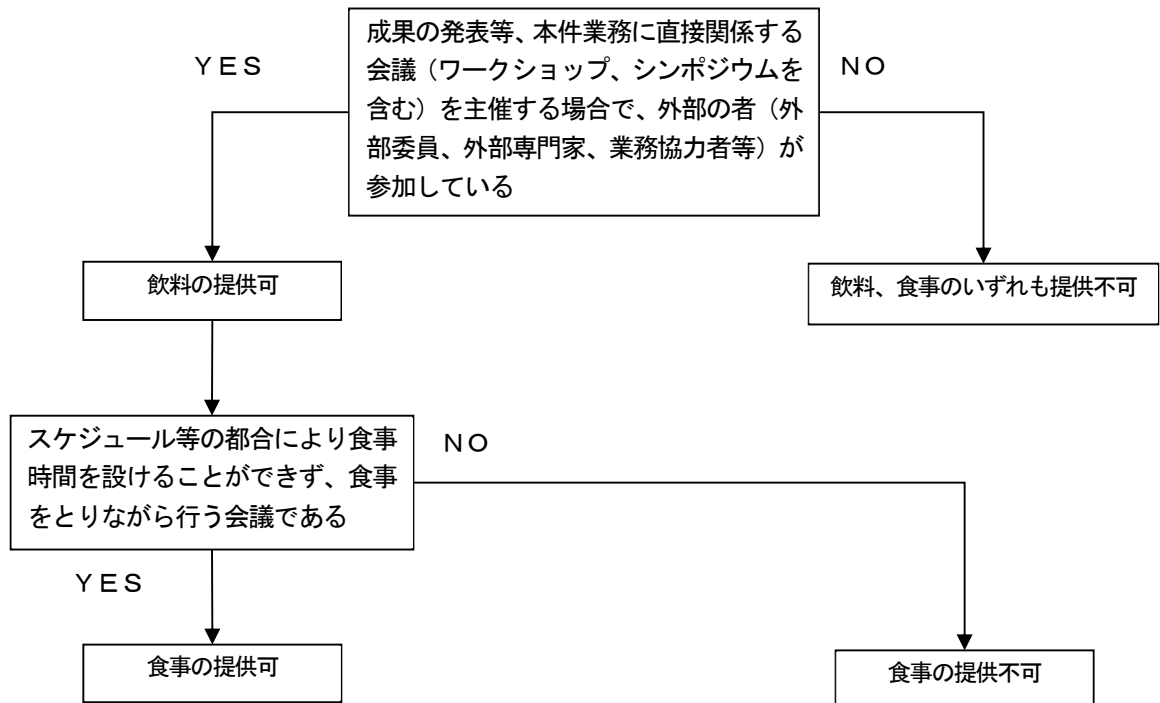 成果の発表等、本件業務に直接関係する
会議（ワークショップ、シンポジウムを
含む）を主催する場合で、外部の者（外
部委員、外部専門家、業務協力者等）が
参加している
ＹＥＳ
ＮＯ
飲料の提供可
飲料、食事のいずれも提供不可
スケジュール等の都合により食事
時間を設けることができず、食事
をとりながら行う会議である
ＮＯ
ＹＥＳ
食事の提供可
食事の提供不可